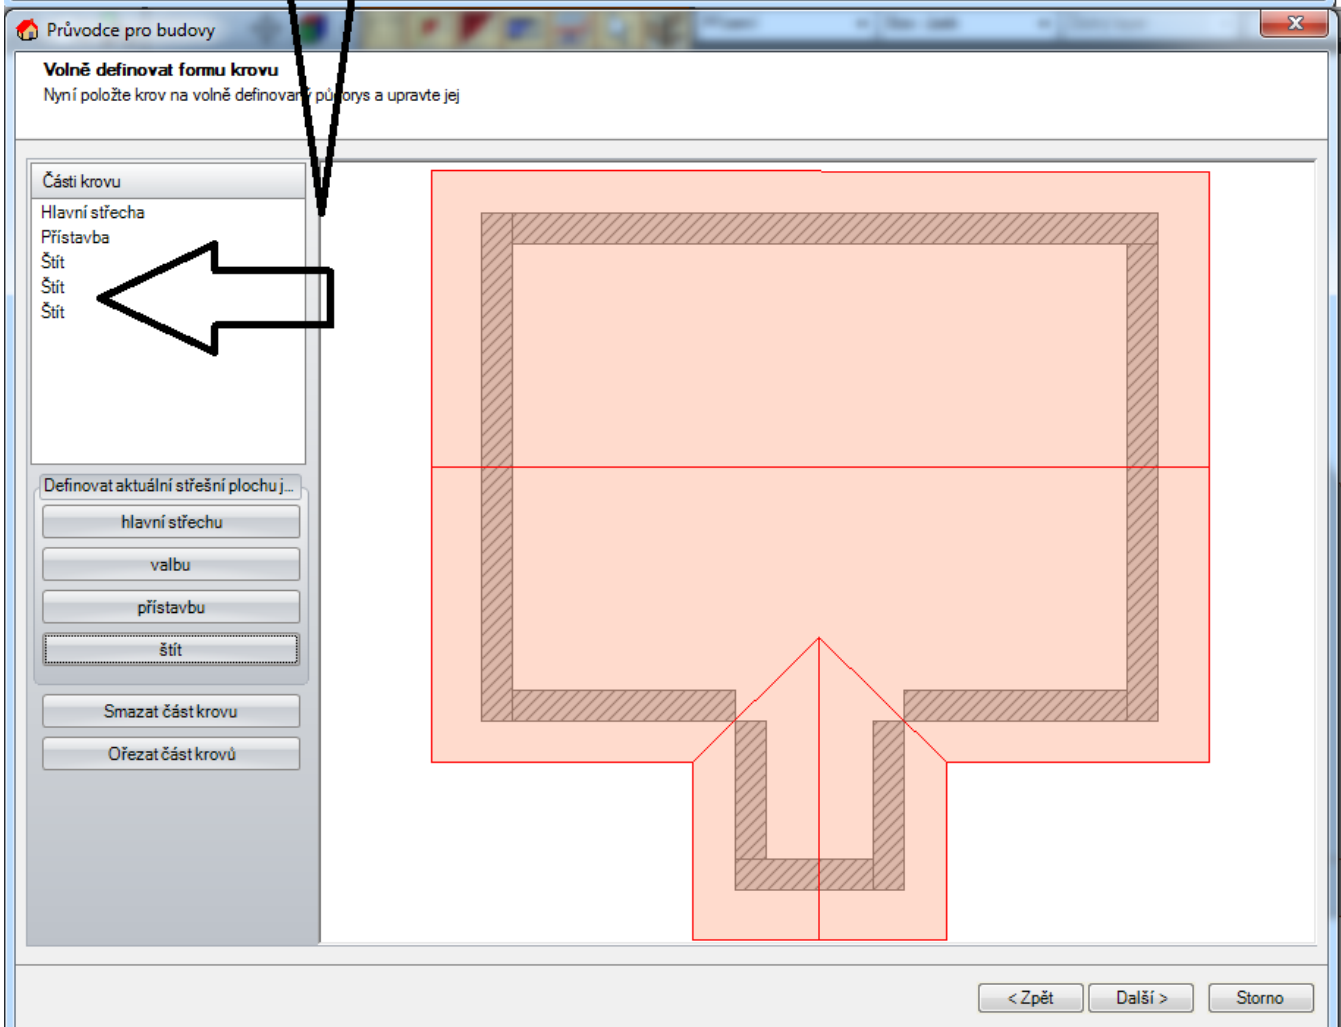 Průvodce pro budovy
Volně definovat formu krovu
Nyní položte krov na volně definovaný půdorys a upravte jej
Části krovu
Hlavní střecha
Přístavba
Štít
Štít
Štít
Definovat aktuální střešní plochu j...
hlavní střechu
valbu
přístavbu
štít
Smazat část krovu
Ořezat část krovů
< Zpět
Další >
Storno